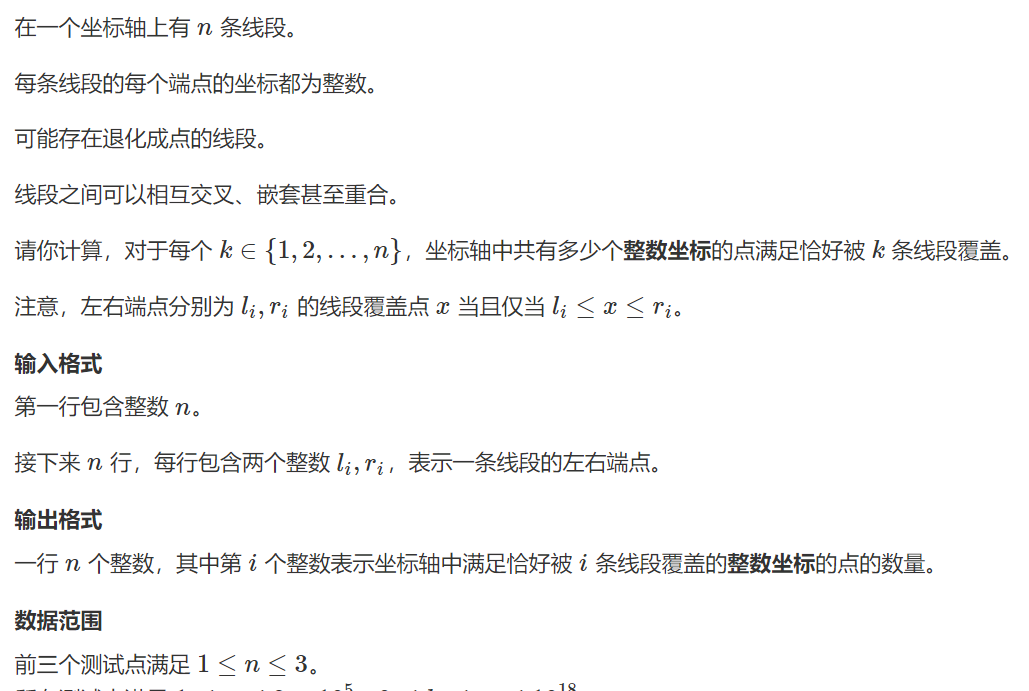 在一个坐标轴上有 n 条线段。
每条线段的每个端点的坐标都为整数。
可能存在退化成点的线段。
线段之间可以相互交叉、嵌套甚至重合。
请你计算，对于每个 k ∈ {1, 2, …, n}，坐标轴中共有多少个整数坐标的点满足恰好被 k 条线段覆盖。
注意，左右端点分别为 l_i, r_i 的线段覆盖点 x 当且仅当 l_i ≤ x ≤ r_i。
输入格式
第一行包含整数 n。
接下来 n 行，每行包含两个整数 l_i, r_i，表示一条线段的左右端点。
输出格式
一行 n 个整数，其中第 i 个整数表示坐标轴中满足恰好被 i 条线段覆盖的整数坐标的点的数量。
数据范围
前三个测试点满足 1 ≤ n ≤ 3。